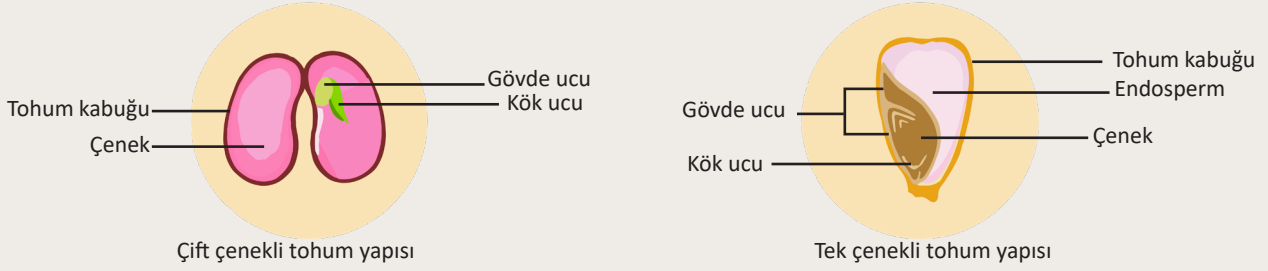 Tohum kabuğu
Çenek
Gövde ucu
Kök ucu
Çift çenekli tohum yapısı
Gövde ucu
Kök ucu
Tohum kabuğu
Endosperm
Çenek
Tek çenekli tohum yapısı